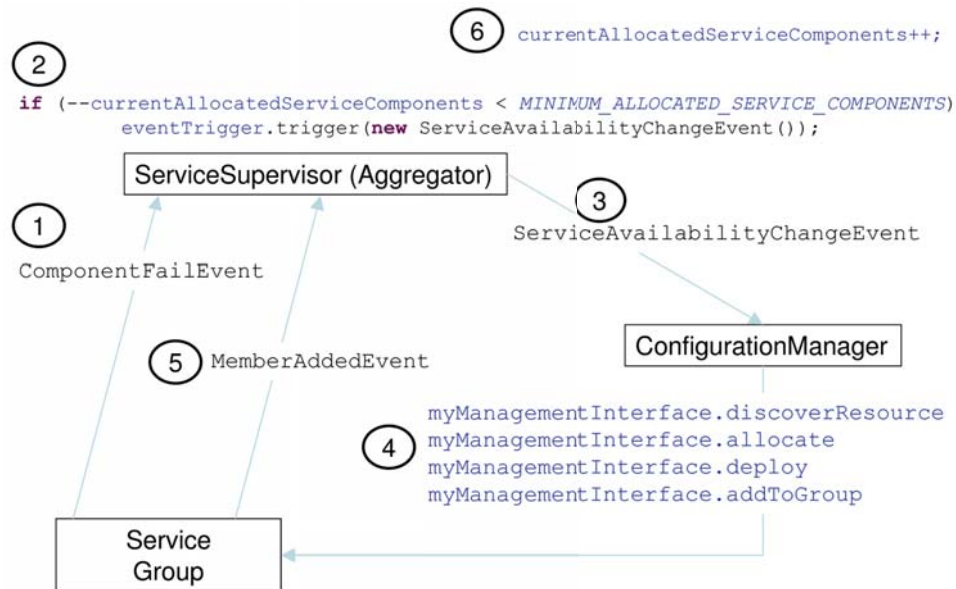 6
currentAllocatedServiceComponents++;
2
if (--currentAllocatedServiceComponents < MINIMUM_ALLOCATED_SERVICE_COMPONENTS)
eventTrigger.trigger(new ServiceAvailabilityChangeEvent());
ServiceSupervisor (Aggregator)
1
3
ServiceAvailabilityChangeEvent
ComponentFailEvent
5
MemberAddedEvent
ConfigurationManager
4
myManagementInterface.discoverResource
myManagementInterface.allocate
myManagementInterface.deploy
myManagementInterface.addToGroup
Service
Group